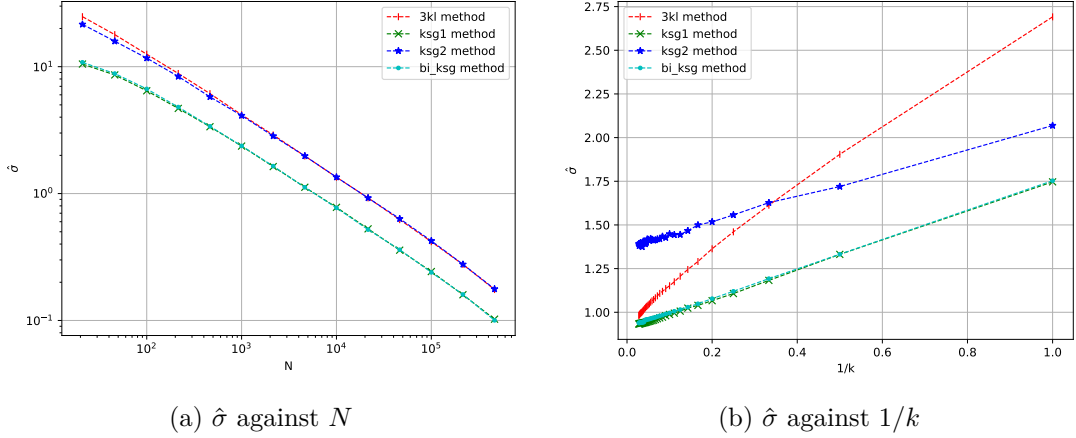 3kl method
ksg1 method
ksg2 method
bi_ksg method
10^1
10^0
10^{-1}
σ̂
10^2
10^3
10^4
10^5
N
(a) σ̂ against N
3kl method
ksg1 method
ksg2 method
bi_ksg method
2.75
2.50
2.25
2.00
1.75
1.50
1.25
1.00
σ̂
0.0
0.2
0.4
0.6
0.8
1.0
1/k
(b) σ̂ against 1/k